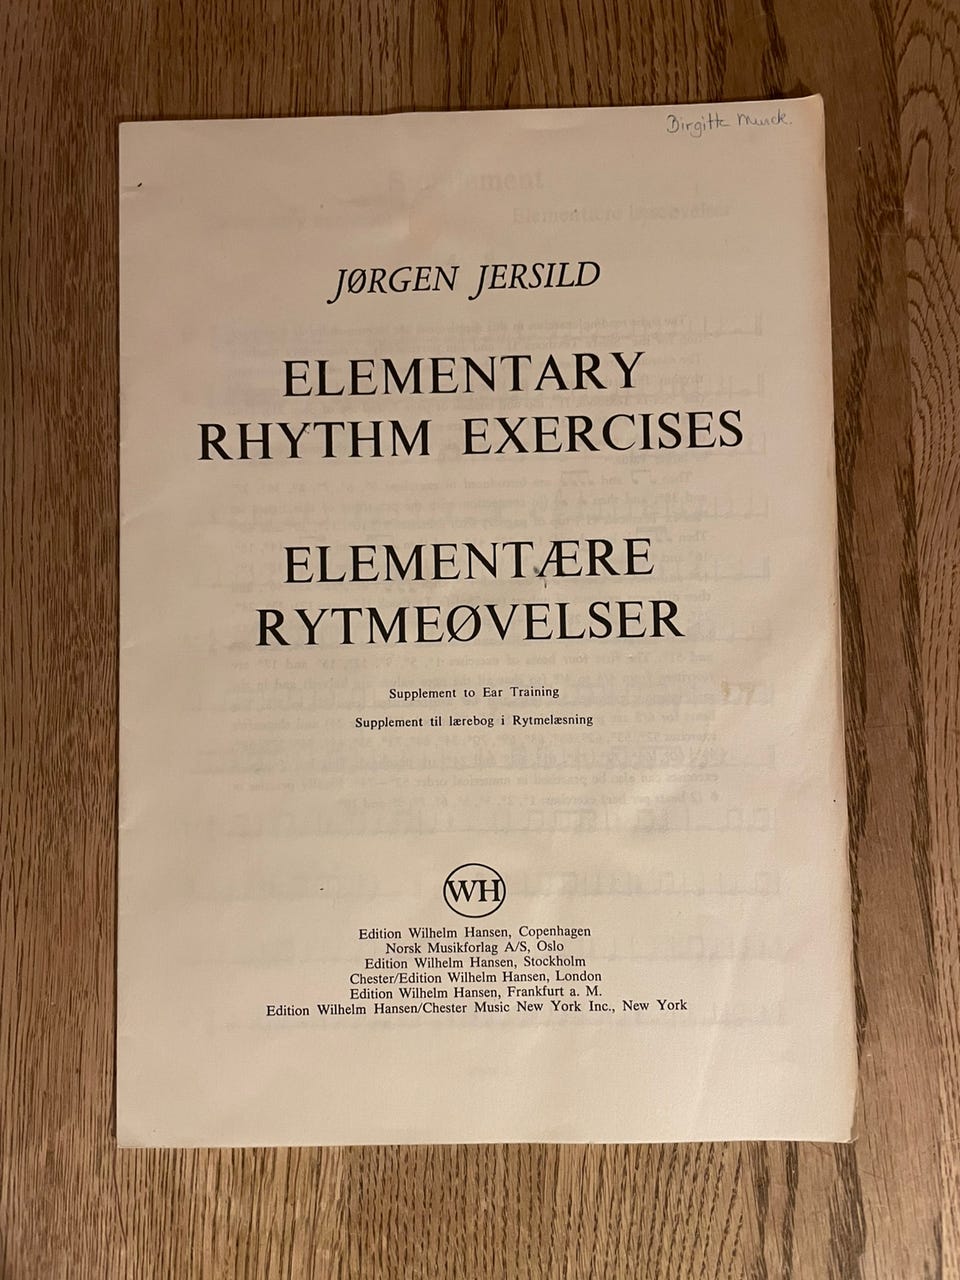 Birgitte Munck.
JØRGEN JERSILD
ELEMENTARY
RHYTHM EXERCISES
ELEMENTÆRE
RYTMEØVELSER
Supplement to Ear Training
Supplement til lærebog i Rytmelæsning
WH
Edition Wilhelm Hansen, Copenhagen
Norsk Musikforlag A/S, Oslo
Edition Wilhelm Hansen, Stockholm
Chester/Edition Wilhelm Hansen, London
Edition Wilhelm Hansen, Frankfurt a. M.
Edition Wilhelm Hansen/Chester Music New York Inc., New York